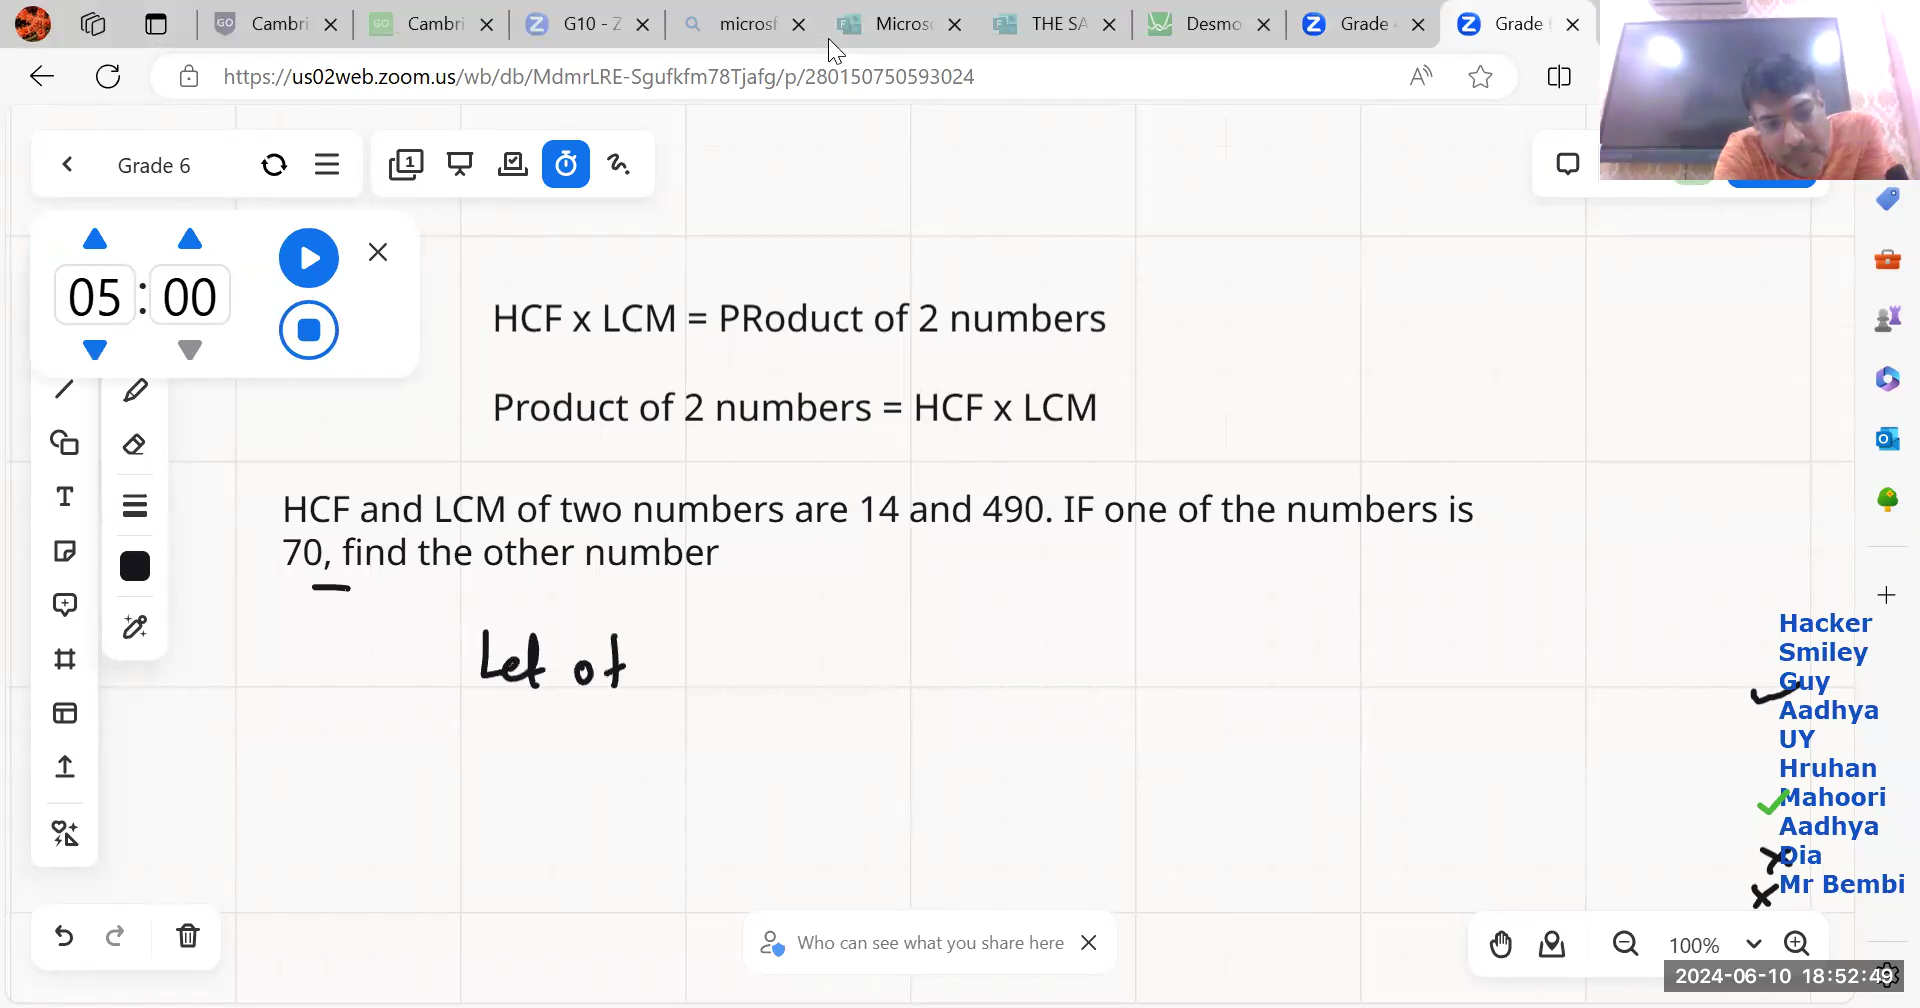 Cambri
Cambri
G10 - Z
microsf
Micros
THE SA
Desmo
Grade
Grade
https://us02web.zoom.us/wb/db/MdmrLRE-Sgufkfm78Tjafg/p/280150750593024
Grade 6
1
05:00
HCF x LCM = PRoduct of 2 numbers
Product of 2 numbers = HCF x LCM
HCF and LCM of two numbers are 14 and 490. IF one of the numbers is
70, find the other number
Let ot
Hacker
Smiley
Guy
Aadhya
UY
Hruhan
Mahoori
Aadhya
Dia
Mr Bembi
Who can see what you share here
100%
2024-06-10 18:52:49